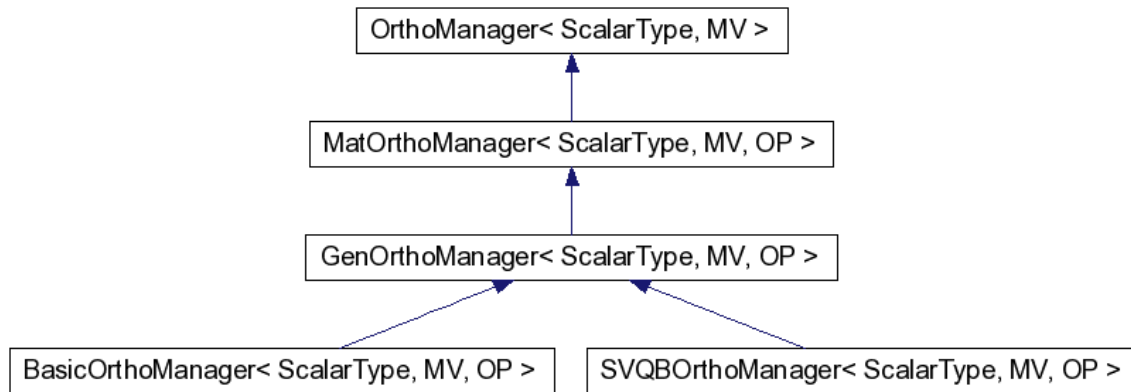 OrthoManager< ScalarType, MV >
MatOrthoManager< ScalarType, MV, OP >
GenOrthoManager< ScalarType, MV, OP >
BasicOrthoManager< ScalarType, MV, OP >
SVQBOrthoManager< ScalarType, MV, OP >